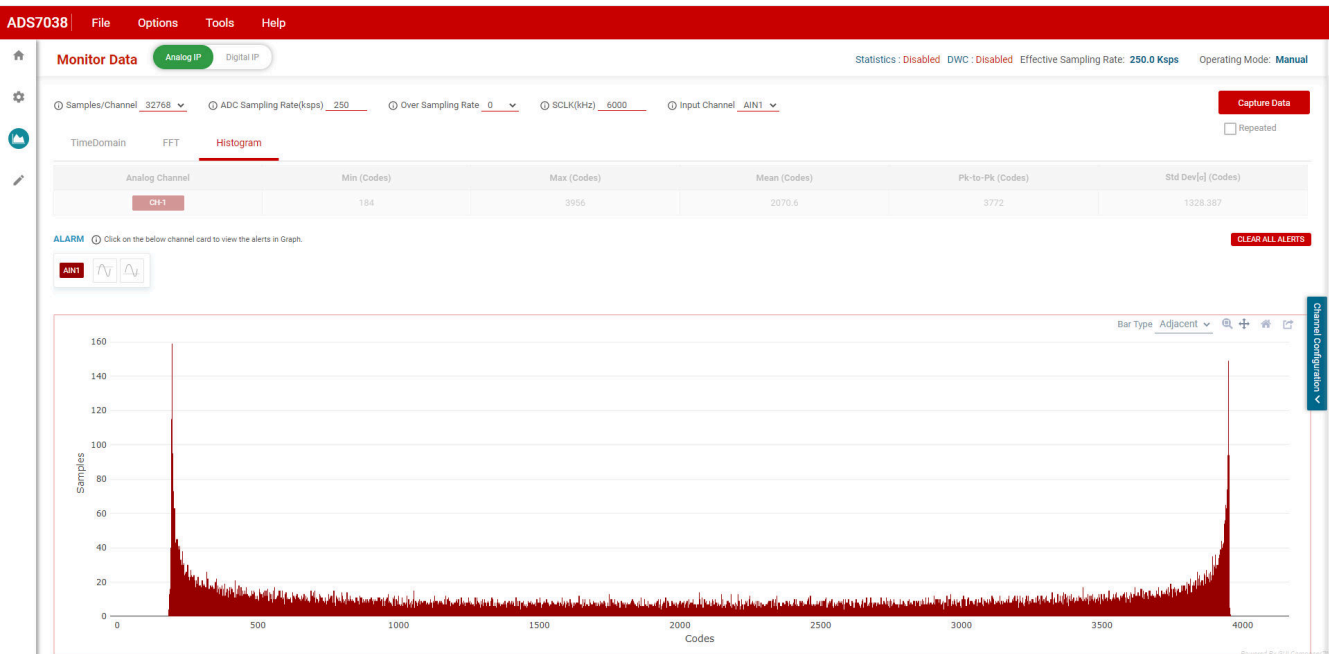 ADS7038 File Options Tools Help
Monitor Data Analog IP Digital IP Statistics : Disabled DWC : Disabled Effective Sampling Rate: 250.0 Ksps Operating Mode: Manual
Samples/Channel 32768 ADC Sampling Rate(ksps) 250 Over Sampling Rate 0 SCLK(kHz) 6000 Input Channel AIN1 Capture Data
Repeated
TimeDomain FFT Histogram
Analog Channel Min (Codes) Max (Codes) Mean (Codes) Pk-to-Pk (Codes) Std Dev[σ] (Codes)
CH-1 184 3956 2070.6 3772 1328.387
ALARM Click on the below channel card to view the alerts in Graph. CLEAR ALL ALERTS
AIN1
Channel Configuration
Bar Type Adjacent
160
140
120
100
80
60
40
20
0
Samples
0 500 1000 1500 2000 2500 3000 3500 4000
Codes